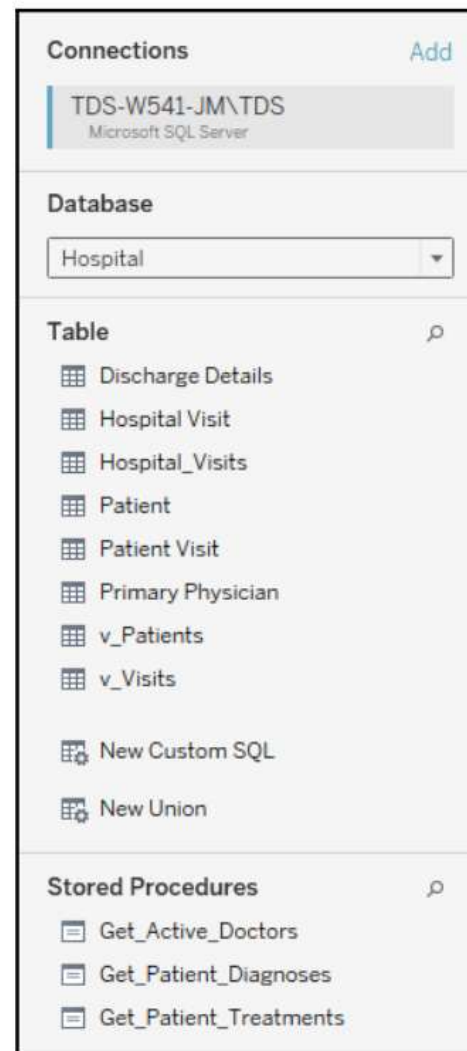 Connections Add
TDS-W541-JM\TDS
Microsoft SQL Server
Database
Hospital
Table
Discharge Details
Hospital Visit
Hospital_Visits
Patient
Patient Visit
Primary Physician
v_Patients
v_Visits
New Custom SQL
New Union
Stored Procedures
Get_Active_Doctors
Get_Patient_Diagnoses
Get_Patient_Treatments